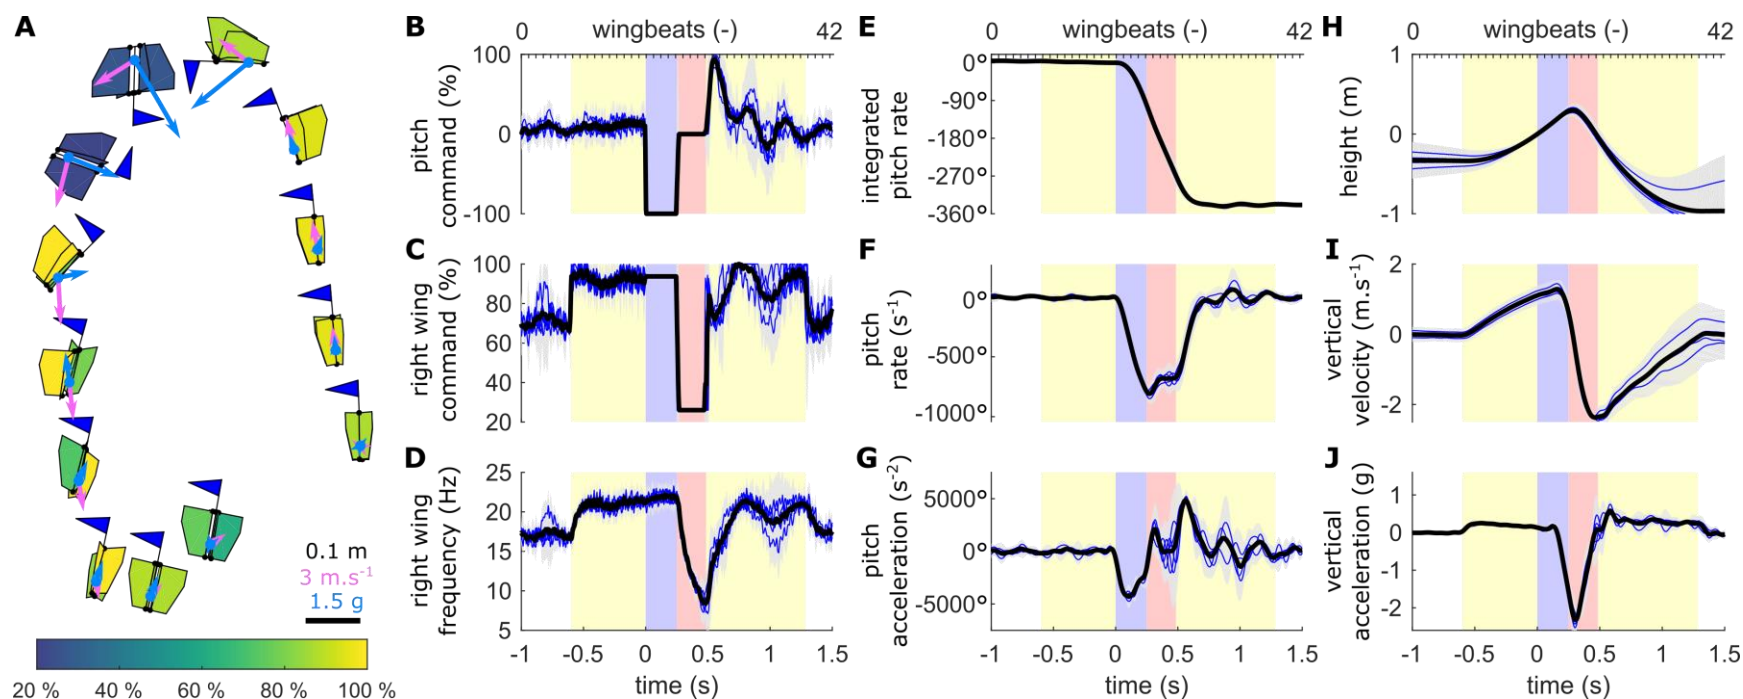 A
0.1 m
3 m.s⁻¹
1.5 g
20 % 40 % 60 % 80 % 100 %
B
0 wingbeats (-) 42
pitch
command (%)
100
0
-100
C
right wing
command (%)
100
80
60
40
20
D
right wing
frequency (Hz)
25
20
15
10
5
-1 -0.5 0 0.5 1 1.5
time (s)
E
0 wingbeats (-) 42
integrated
pitch rate
0°
-90°
-180°
-270°
-360°
F
pitch
rate (s⁻¹)
0°
-500°
-1000°
G
pitch
acceleration (s⁻²)
5000°
0°
-5000°
-1 -0.5 0 0.5 1 1.5
time (s)
H
0 wingbeats (-) 42
height (m)
1
0
-1
I
vertical
velocity (m.s⁻¹)
2
0
-2
J
vertical
acceleration (g)
1
0
-1
-2
-1 -0.5 0 0.5 1 1.5
time (s)